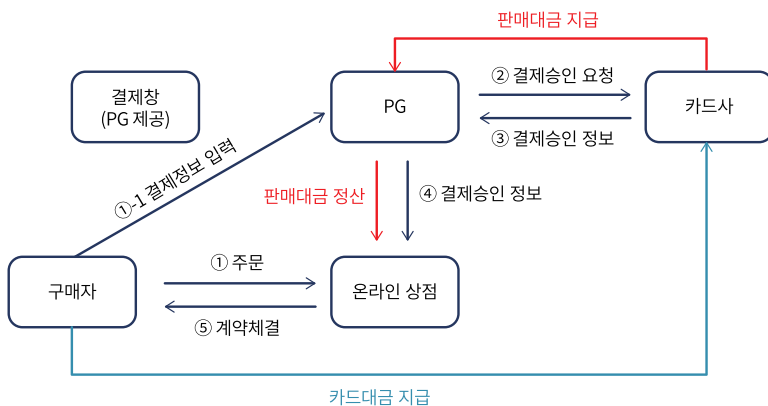 판매대금 지급
결제창
(PG 제공)
PG
② 결제승인 요청
카드사
③ 결제승인 정보
①-1 결제정보 입력
판매대금 정산
④ 결제승인 정보
① 주문
구매자
온라인 상점
⑤ 계약체결
카드대금 지급